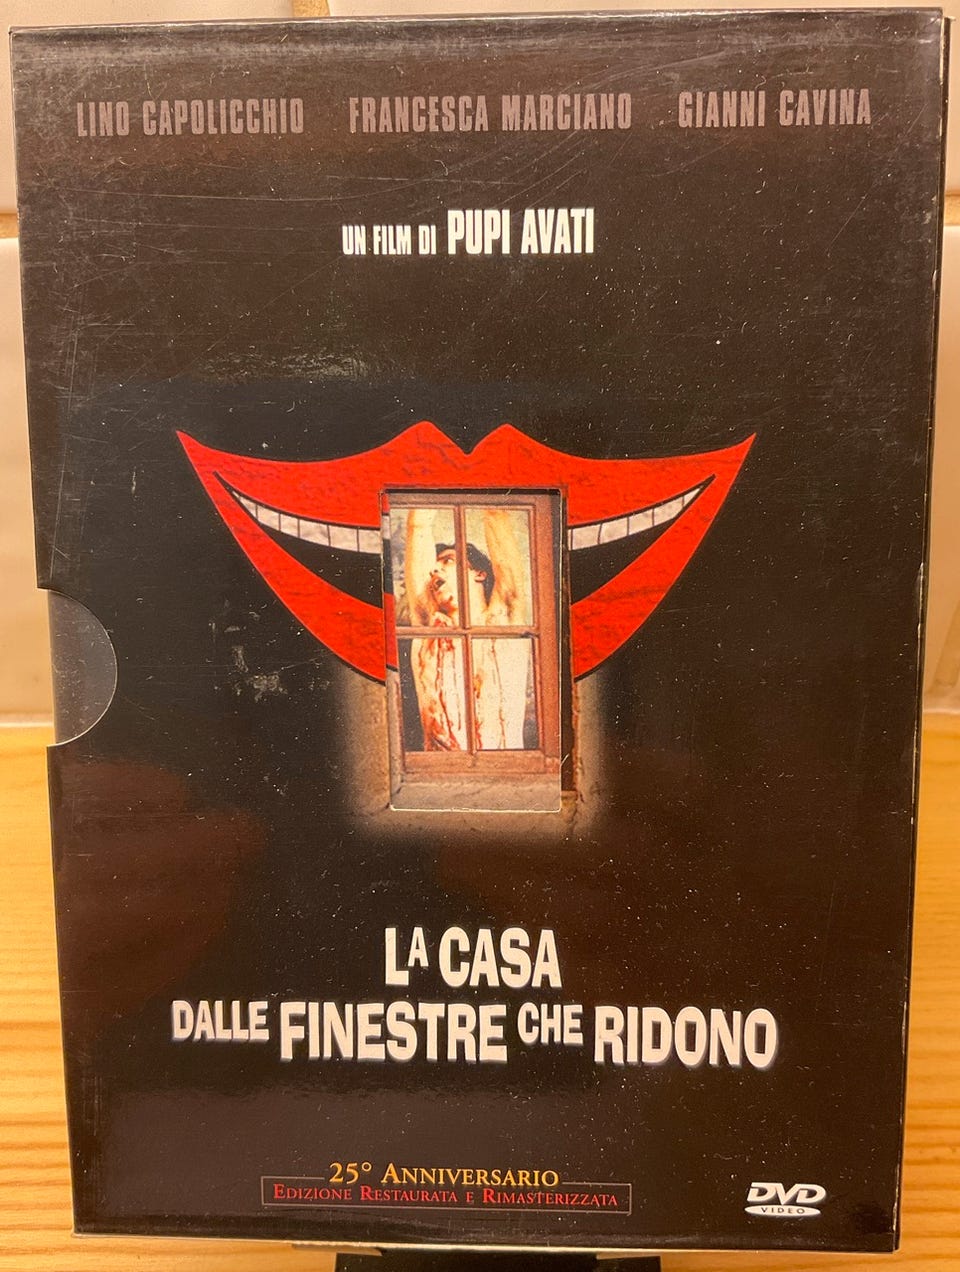 LINO CAPOLICCHIO FRANCESCA MARCIANO GIANNI CAVINA
UN FILM DI PUPI AVATI
LA CASA
DALLE FINESTRE CHE RIDONO
25° ANNIVERSARIO
EDIZIONE RESTAURATA E RIMASTERIZZATA
DVD
VIDEO